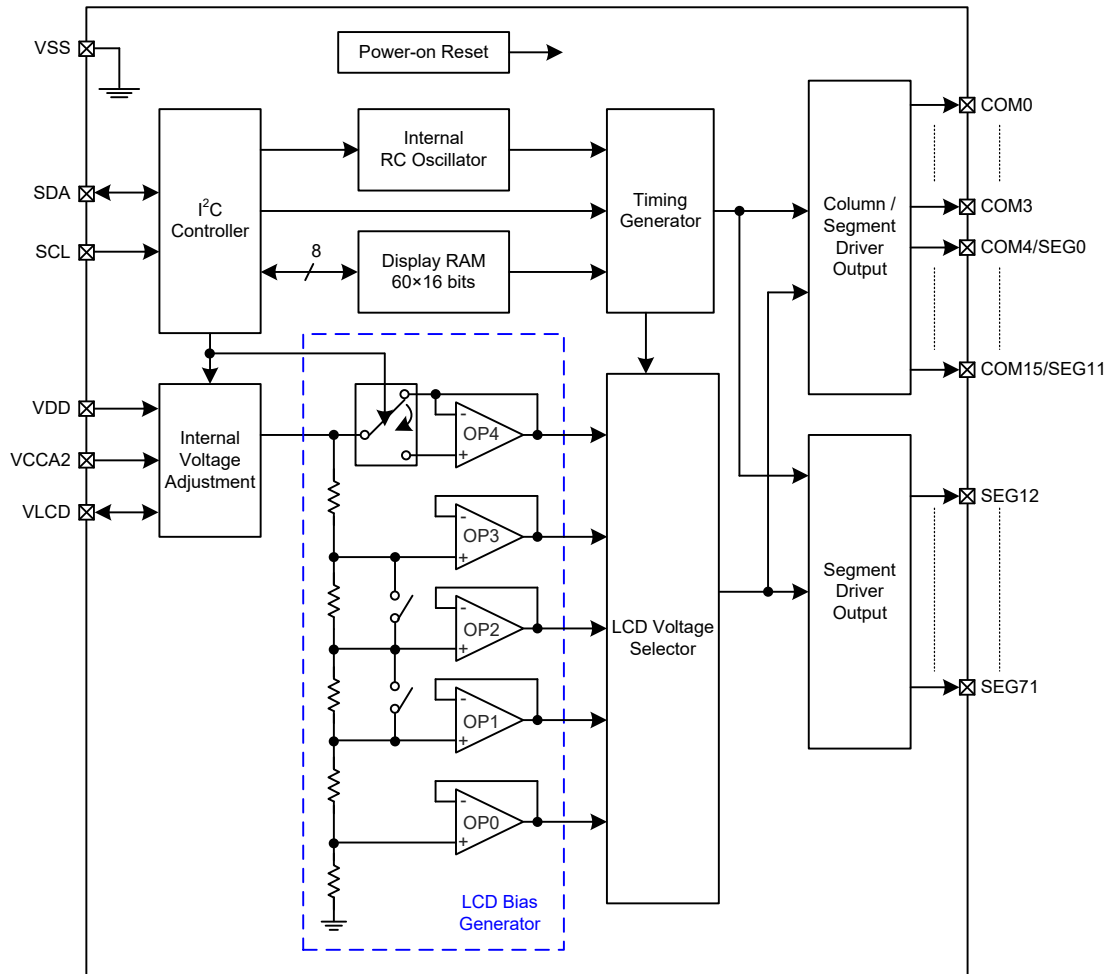 VSS
Power-on Reset
COM0
Internal
RC Oscillator
Timing
Generator
SDA
I²C
Controller
Column /
Segment
Driver
Output
COM3
SCL
8
Display RAM
60×16 bits
COM4/SEG0
COM15/SEG11
VDD
VCCA2
VLCD
Internal
Voltage
Adjustment
-
OP4
+
-
OP3
+
-
OP2
+
-
OP1
+
-
OP0
+
LCD Voltage
Selector
SEG12
Segment
Driver
Output
SEG71
LCD Bias
Generator